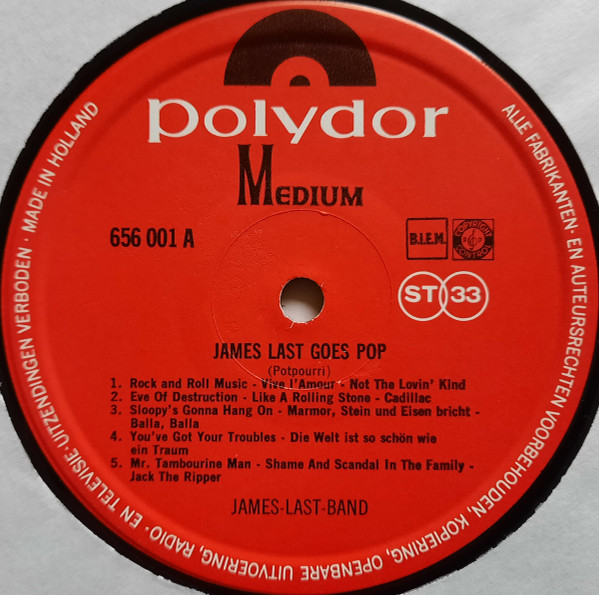 polydor
MEDIUM
656 001 A
B.I.E.M.
COPYRIGHT CONTROL
ST 33
JAMES LAST GOES POP
(Potpourri)
1. Rock and Roll Music - Vive l'Amour - Not The Lovin' Kind
2. Eve Of Destruction - Like A Rolling Stone - Cadillac
3. Sloopy's Gonna Hang On - Marmor, Stein und Eisen bricht -
Balla, Balla
4. You've Got Your Troubles - Die Welt ist so schön wie
ein Traum
5. Mr. Tambourine Man - Shame And Scandal In The Family -
Jack The Ripper
JAMES-LAST-BAND
ALLE FABRIKANTEN- EN AUTEURSRECHTEN VOORBEHOUDEN, KOPIERING, OPENBARE UITVOERING, RADIO- EN TELEVISIE-UITZENDINGEN VERBODEN · MADE IN HOLLAND